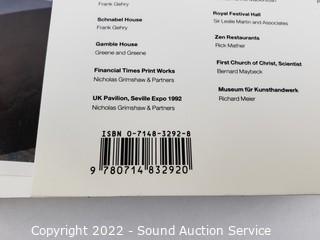 Frank Gehry
Schnabel House
Frank Gehry
Gamble House
Greene and Greene
Financial Times Print Works
Nicholas Grimshaw & Partners
UK Pavilion, Seville Expo 1992
Nicholas Grimshaw & Partners
Royal Festival Hall
Sir Leslie Martin and Associates
Zen Restaurants
Rick Mather
First Church of Christ, Scientist
Bernard Maybeck
Museum für Kunsthandwerk
Richard Meier
ISBN 0-7148-3292-8
9 780714 832920
Copyright 2022 - Sound Auction Service